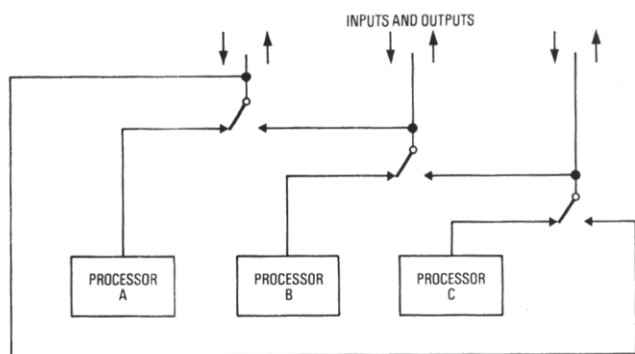 INPUTS AND OUTPUTS
PROCESSOR
A
PROCESSOR
B
PROCESSOR
C